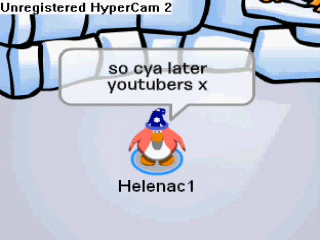 Unregistered HyperCam 2
so cya later
youtubers x
Helenac1